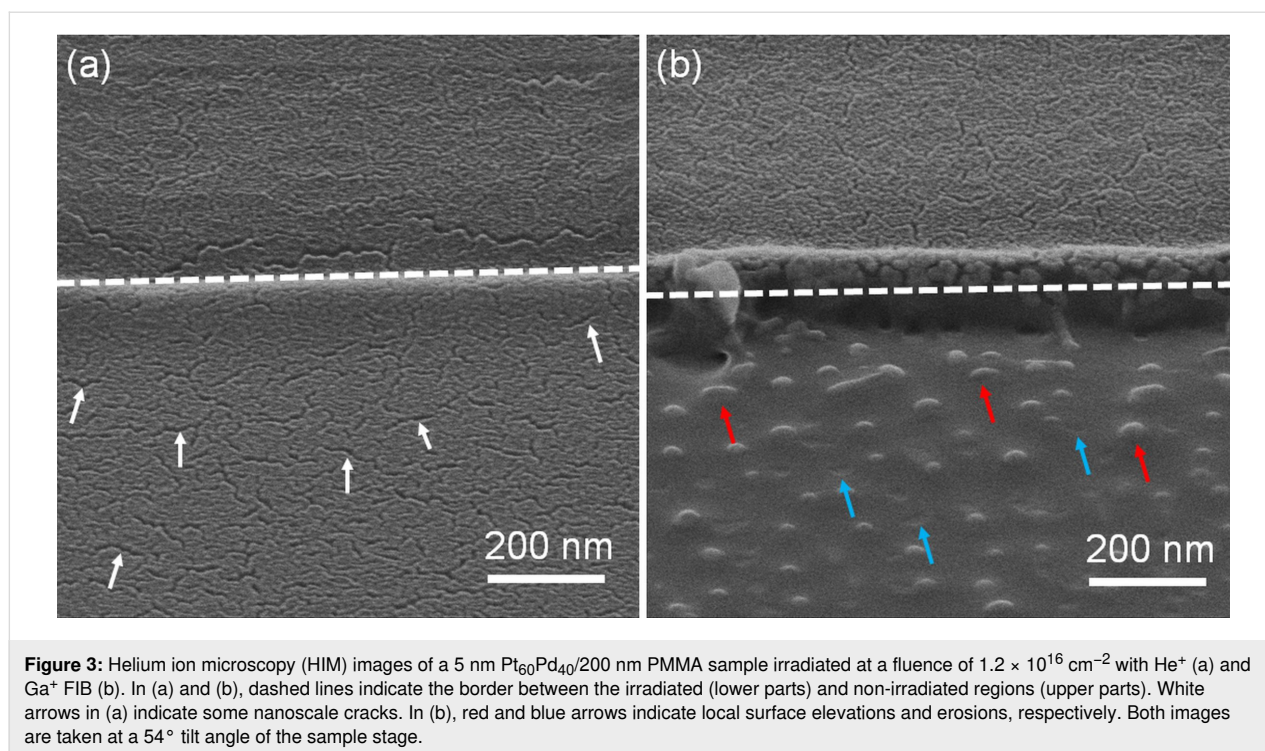 (a)
(b)
200 nm
200 nm
Figure 3: Helium ion microscopy (HIM) images of a 5 nm Pt₆₀Pd₄₀/200 nm PMMA sample irradiated at a fluence of 1.2 × 10¹⁶ cm⁻² with He⁺ (a) and
Ga⁺ FIB (b). In (a) and (b), dashed lines indicate the border between the irradiated (lower parts) and non-irradiated regions (upper parts). White
arrows in (a) indicate some nanoscale cracks. In (b), red and blue arrows indicate local surface elevations and erosions, respectively. Both images
are taken at a 54° tilt angle of the sample stage.